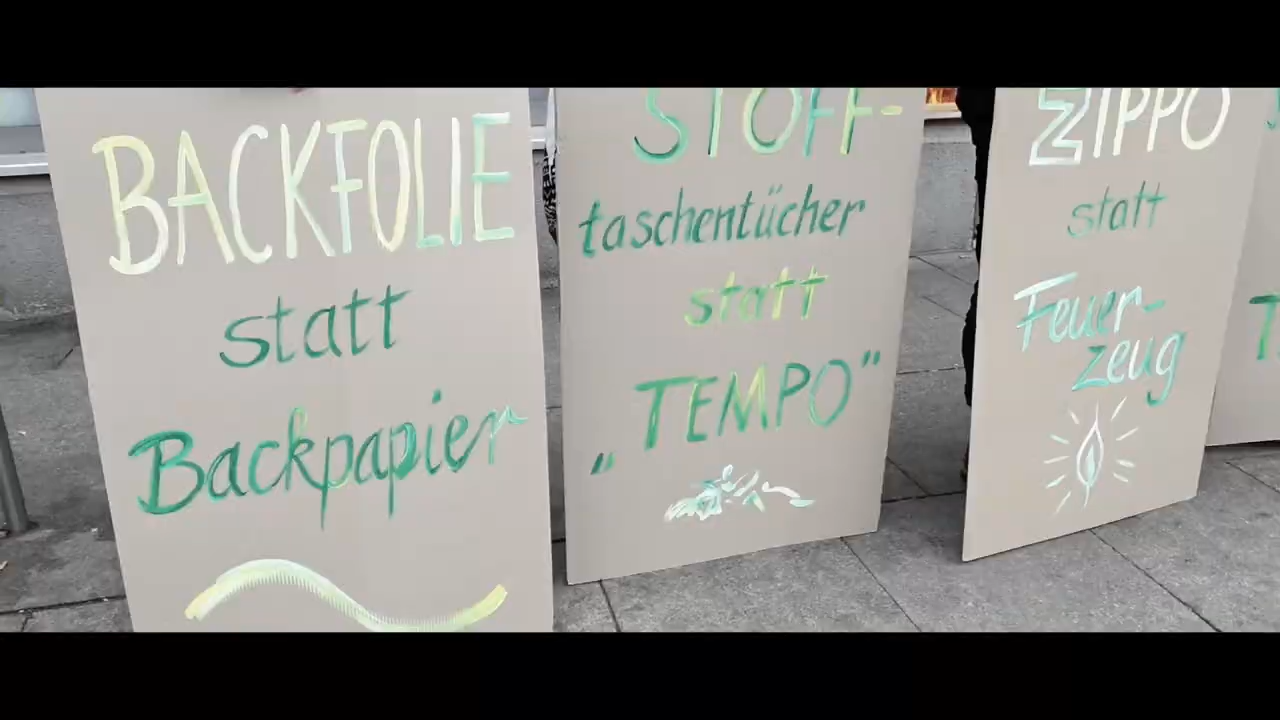 BACKFOLIE
statt
Backpapier
STOFF-
taschentücher
statt
„TEMPO"
ZIPPO
statt
Feuer-
zeug